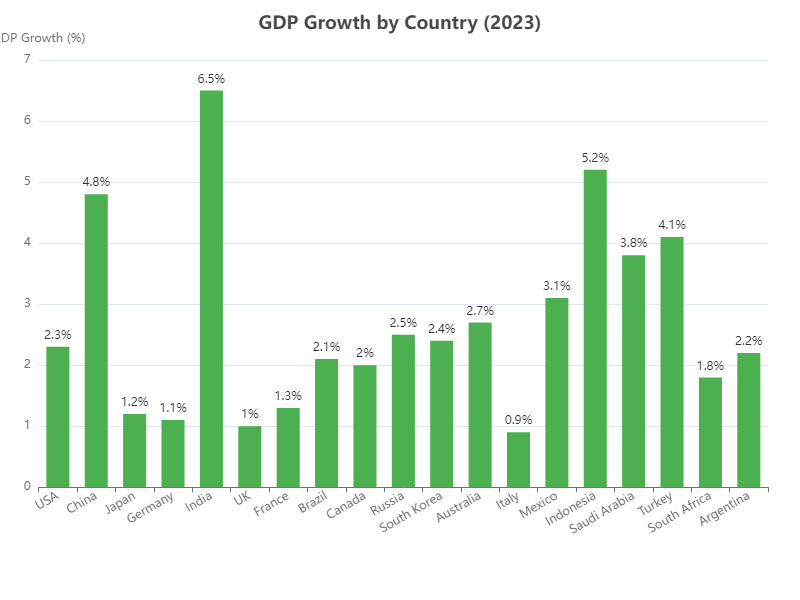 GDP Growth by Country (2023)
DP Growth (%)
7
6
5
4
3
2
1
0
2.3%
4.8%
1.2%
1.1%
6.5%
1%
1.3%
2.1%
2%
2.5%
2.4%
2.7%
0.9%
3.1%
5.2%
3.8%
4.1%
1.8%
2.2%
USA
China
Japan
Germany
India
UK
France
Brazil
Canada
Russia
South Korea
Australia
Italy
Mexico
Indonesia
Saudi Arabia
Turkey
South Africa
Argentina